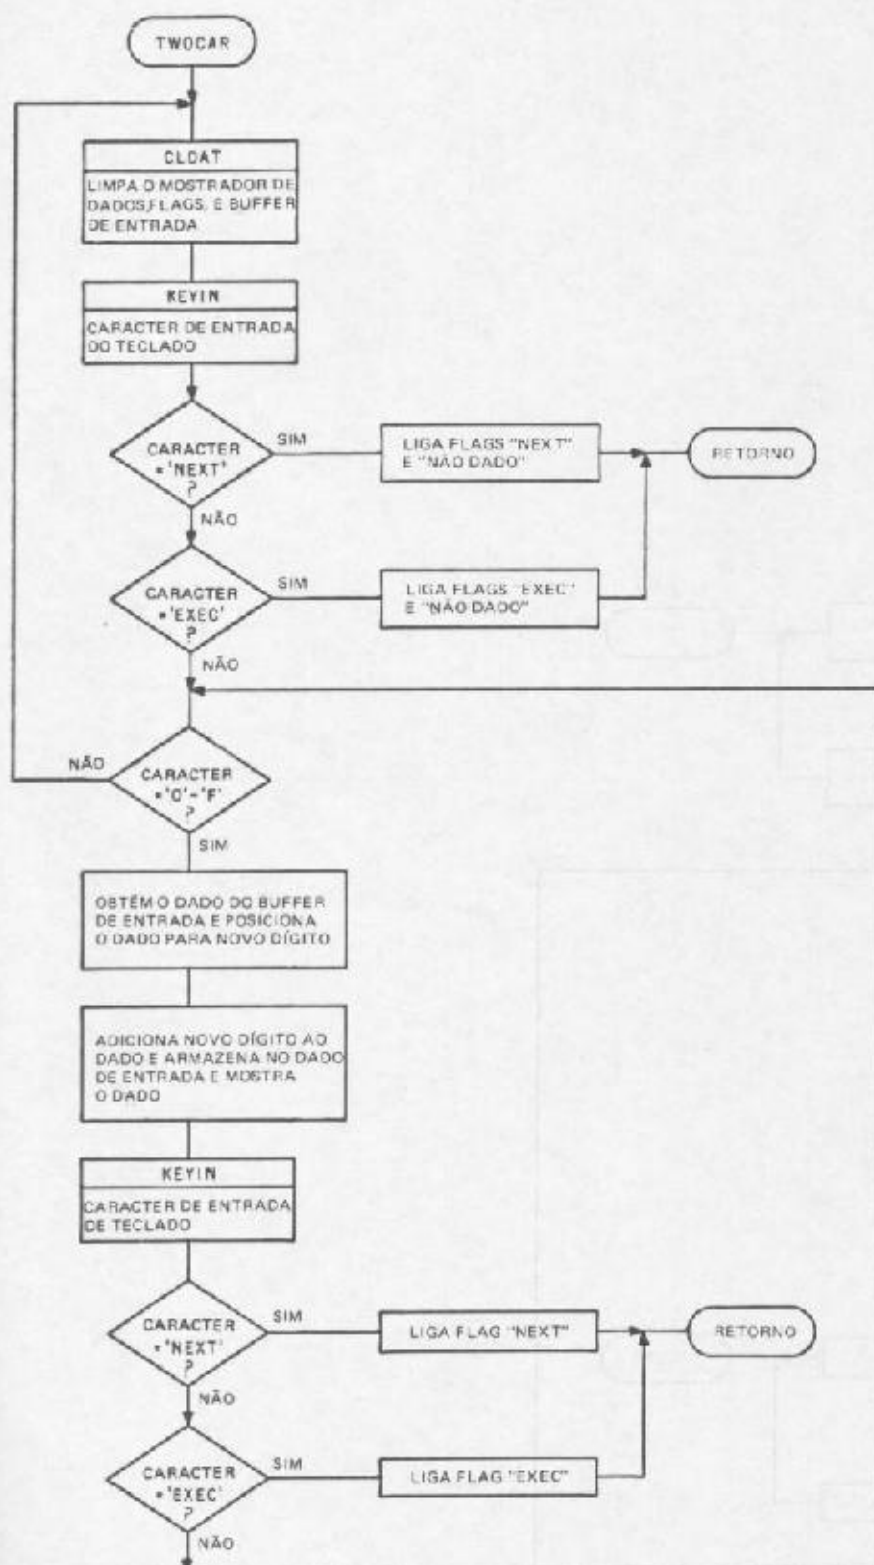 TWOCAR
CLDAT
LIMPA O MOSTRADOR DE
DADOS,FLAGS, E BUFFER
DE ENTRADA
KEYIN
CARACTER DE ENTRADA
DO TECLADO
CARACTER
='NEXT'
?
SIM
LIGA FLAGS "NEXT"
E "NÃO DADO"
RETORNO
NÃO
CARACTER
='EXEC'
?
SIM
LIGA FLAGS "EXEC"
E "NÃO DADO"
NÃO
NÃO
CARACTER
='0'-'F'
?
SIM
OBTÉM O DADO DO BUFFER
DE ENTRADA E POSICIONA
O DADO PARA NOVO DÍGITO
ADICIONA NOVO DÍGITO AO
DADO E ARMAZENA NO DADO
DE ENTRADA E MOSTRA
O DADO
KEYIN
CARACTER DE ENTRADA
DE TECLADO
CARACTER
='NEXT'
?
SIM
LIGA FLAG "NEXT"
RETORNO
NÃO
CARACTER
='EXEC'
?
SIM
LIGA FLAG "EXEC"
NÃO